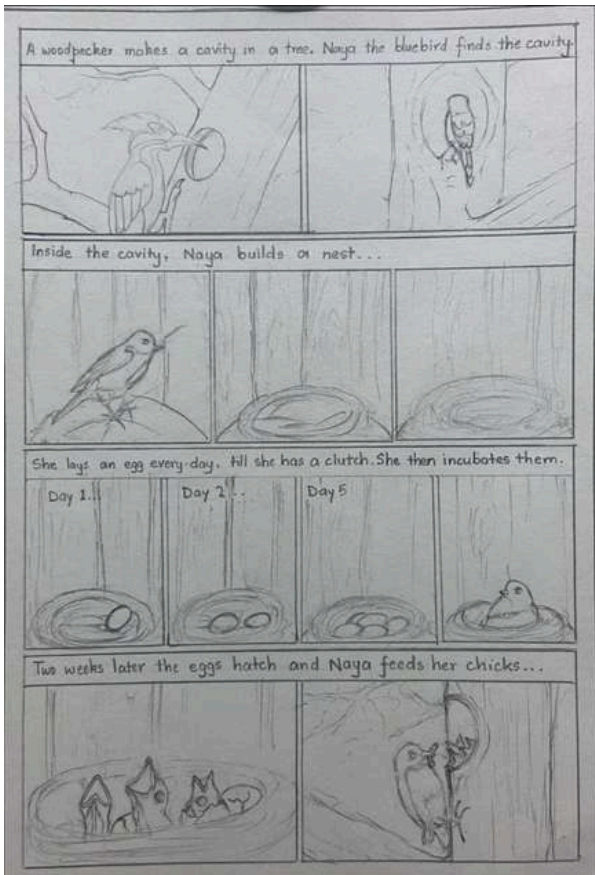 A woodpecker makes a cavity in a tree. Naya the bluebird finds the cavity.
Inside the cavity, Naya builds a nest...
She lays an egg every day, till she has a clutch. She then incubates them.
Day 1...
Day 2...
Day 5
Two weeks later the eggs hatch and Naya feeds her chicks...